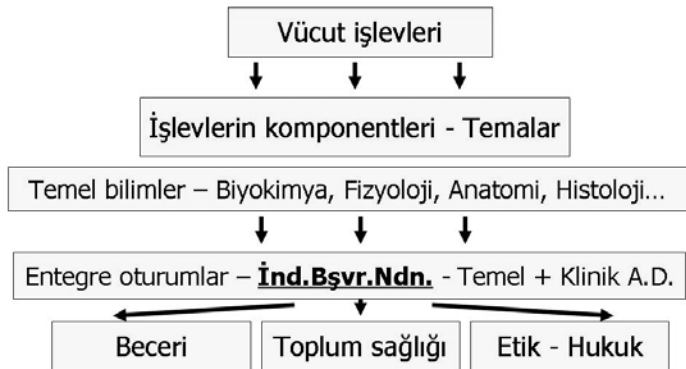 Vücut işlevleri
İşlevlerin komponentleri - Temalar
Temel bilimler – Biyokimya, Fizyoloji, Anatomi, Histoloji...
Entegre oturumlar – İnd.Bşvr.Ndn. - Temel + Klinik A.D.
Beceri
Toplum sağlığı
Etik - Hukuk